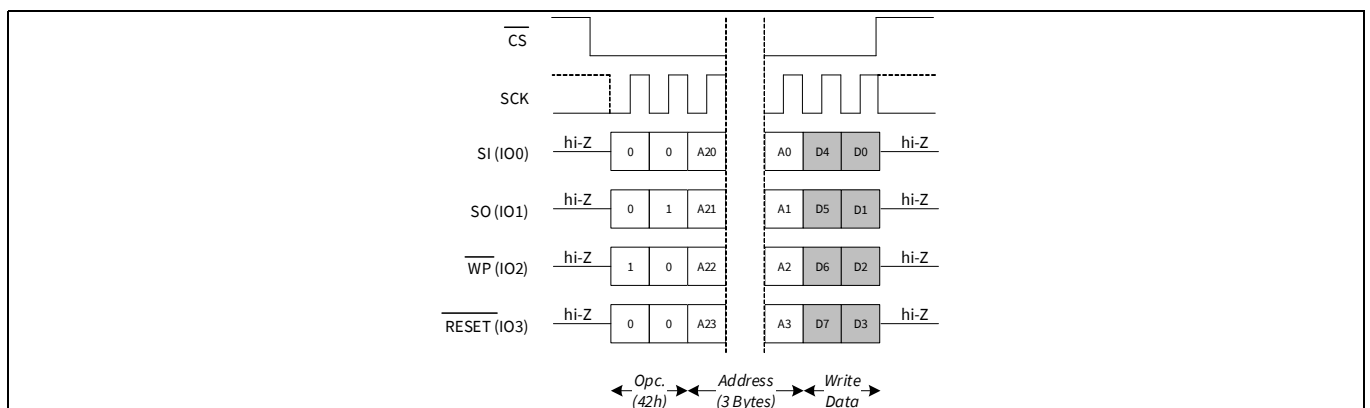 CS
SCK
SI (IO0) hi-Z 0 0 A20 A0 D4 D0 hi-Z
SO (IO1) hi-Z 0 1 A21 A1 D5 D1 hi-Z
WP (IO2) hi-Z 1 0 A22 A2 D6 D2 hi-Z
RESET (IO3) hi-Z 0 0 A23 A3 D7 D3 hi-Z
Opc. Address Write
(42h) (3 Bytes) Data